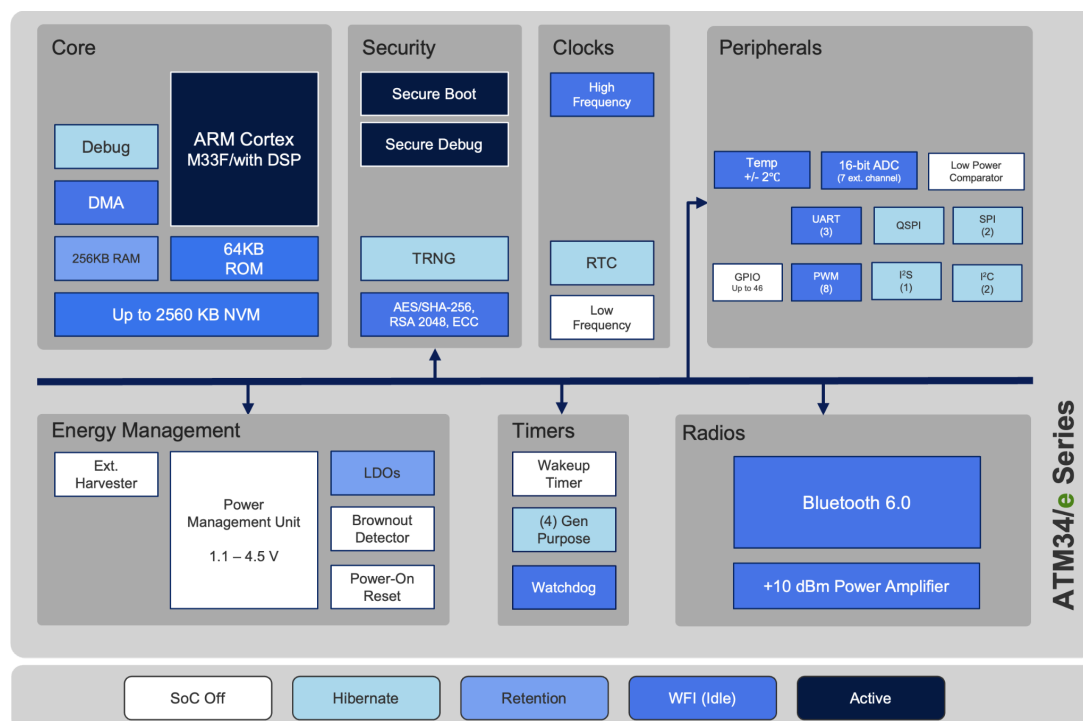 Core
Debug
DMA
256KB RAM
ARM Cortex
M33F/with DSP
64KB
ROM
Up to 2560 KB NVM
Security
Secure Boot
Secure Debug
TRNG
AES/SHA-256,
RSA 2048, ECC
Clocks
High
Frequency
RTC
Low
Frequency
Peripherals
Temp
+/- 2℃
16-bit ADC
(7 ext. channel)
Low Power
Comparator
UART
(3)
QSPI
SPI
(2)
GPIO
Up to 46
PWM
(8)
I²S
(1)
I²C
(2)
Energy Management
Ext.
Harvester
Power
Management Unit
1.1 – 4.5 V
LDOs
Brownout
Detector
Power-On
Reset
Timers
Wakeup
Timer
(4) Gen
Purpose
Watchdog
Radios
Bluetooth 6.0
+10 dBm Power Amplifier
ATM34/e Series
SoC Off
Hibernate
Retention
WFI (Idle)
Active